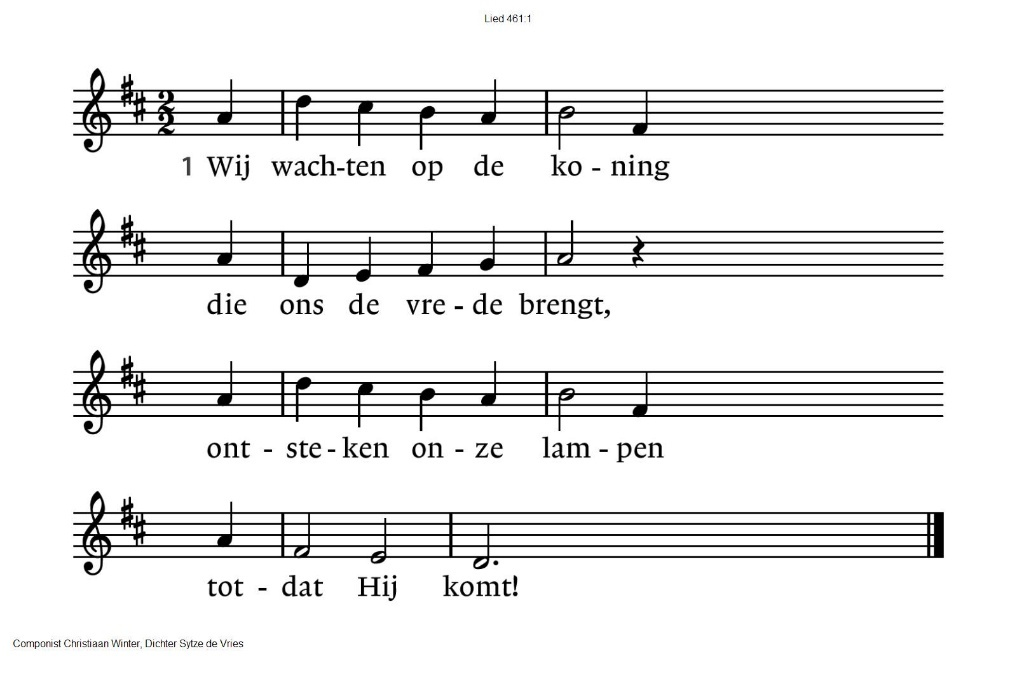 Lied 461:1
1 Wij wach-ten op de ko - ning
die ons de vre - de brengt,
ont - ste - ken on - ze lam - pen
tot - dat Hij komt!
Componist Christiaan Winter, Dichter Sytze de Vries